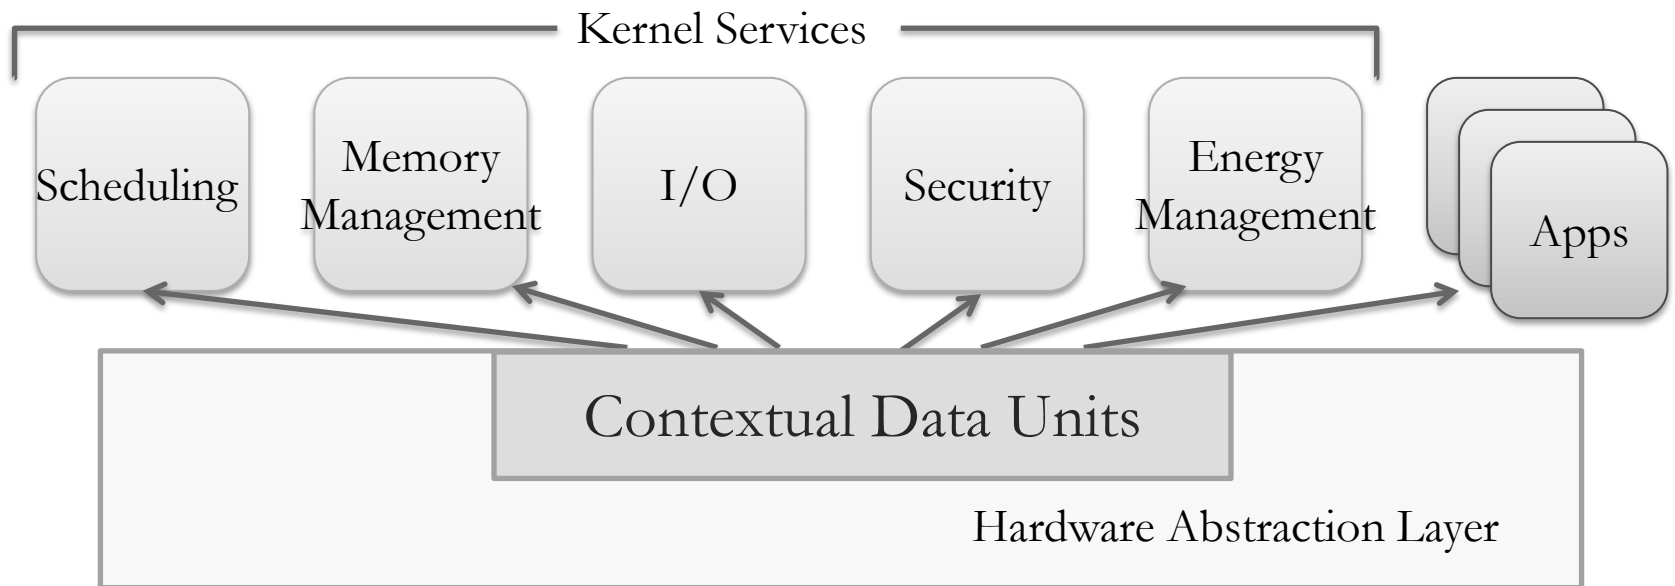 Kernel Services
Scheduling
Memory
Management
I/O
Security
Energy
Management
Apps
Contextual Data Units
Hardware Abstraction Layer